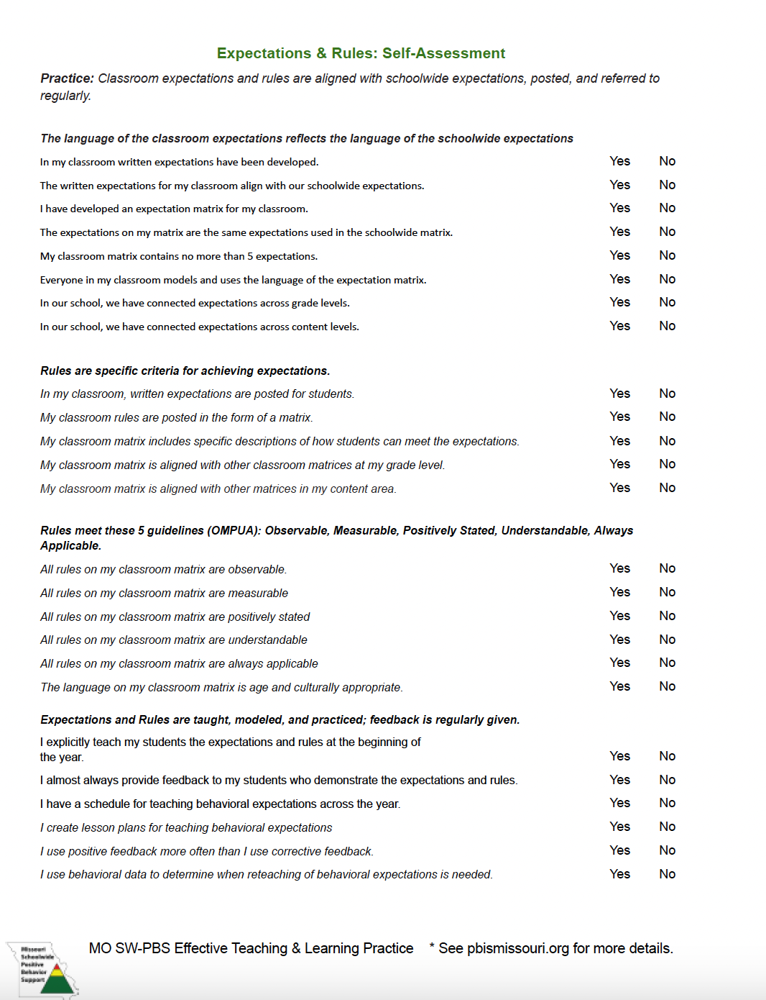 Expectations & Rules: Self-Assessment
Practice: Classroom expectations and rules are aligned with schoolwide expectations, posted, and referred to
regularly.
The language of the classroom expectations reflects the language of the schoolwide expectations
In my classroom written expectations have been developed. Yes No
The written expectations for my classroom align with our schoolwide expectations. Yes No
I have developed an expectation matrix for my classroom. Yes No
The expectations on my matrix are the same expectations used in the schoolwide matrix. Yes No
My classroom matrix contains no more than 5 expectations. Yes No
Everyone in my classroom models and uses the language of the expectation matrix. Yes No
In our school, we have connected expectations across grade levels. Yes No
In our school, we have connected expectations across content levels. Yes No
Rules are specific criteria for achieving expectations.
In my classroom, written expectations are posted for students. Yes No
My classroom rules are posted in the form of a matrix. Yes No
My classroom matrix includes specific descriptions of how students can meet the expectations. Yes No
My classroom matrix is aligned with other classroom matrices at my grade level. Yes No
My classroom matrix is aligned with other matrices in my content area. Yes No
Rules meet these 5 guidelines (OMPUA): Observable, Measurable, Positively Stated, Understandable, Always
Applicable.
All rules on my classroom matrix are observable. Yes No
All rules on my classroom matrix are measurable Yes No
All rules on my classroom matrix are positively stated Yes No
All rules on my classroom matrix are understandable Yes No
All rules on my classroom matrix are always applicable Yes No
The language on my classroom matrix is age and culturally appropriate. Yes No
Expectations and Rules are taught, modeled, and practiced; feedback is regularly given.
I explicitly teach my students the expectations and rules at the beginning of
the year. Yes No
I almost always provide feedback to my students who demonstrate the expectations and rules. Yes No
I have a schedule for teaching behavioral expectations across the year. Yes No
I create lesson plans for teaching behavioral expectations Yes No
I use positive feedback more often than I use corrective feedback. Yes No
I use behavioral data to determine when reteaching of behavioral expectations is needed. Yes No
MO SW-PBS Effective Teaching & Learning Practice * See pbismissouri.org for more details.
Missouri
Schoolwide
Positive
Behavior
Support